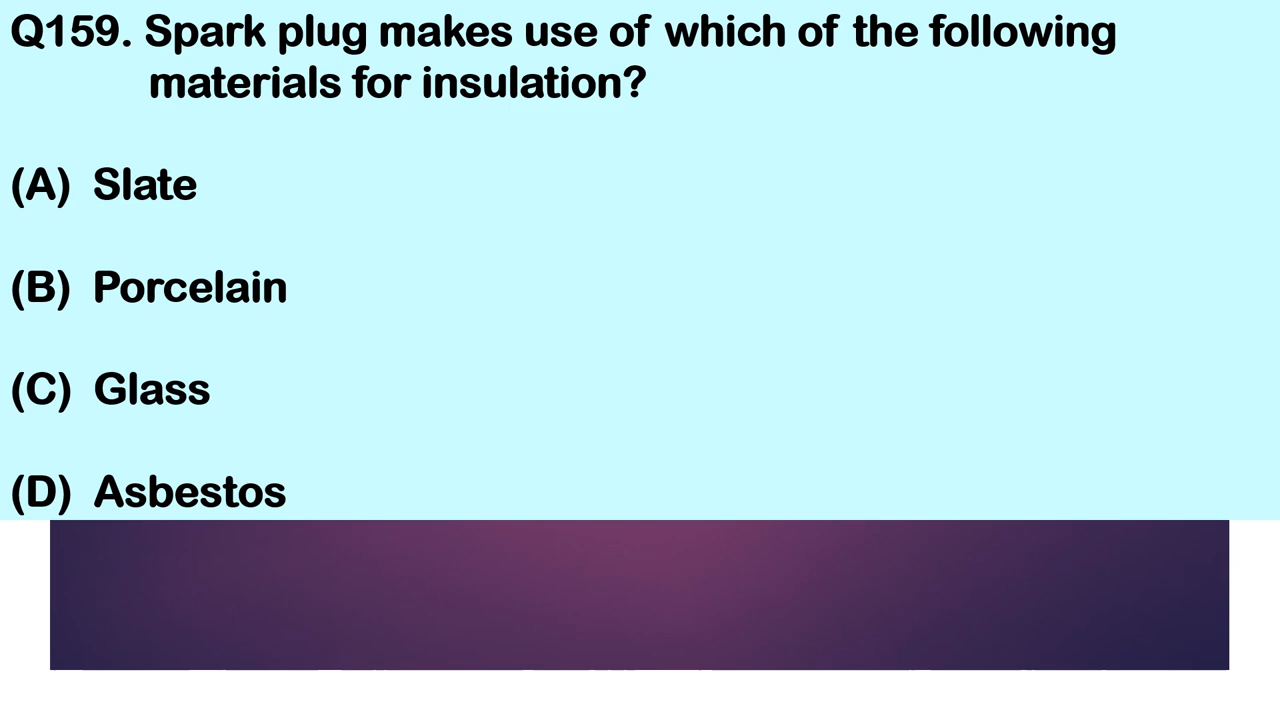 Q159. Spark plug makes use of which of the following
materials for insulation?
(A) Slate
(B) Porcelain
(C) Glass
(D) Asbestos